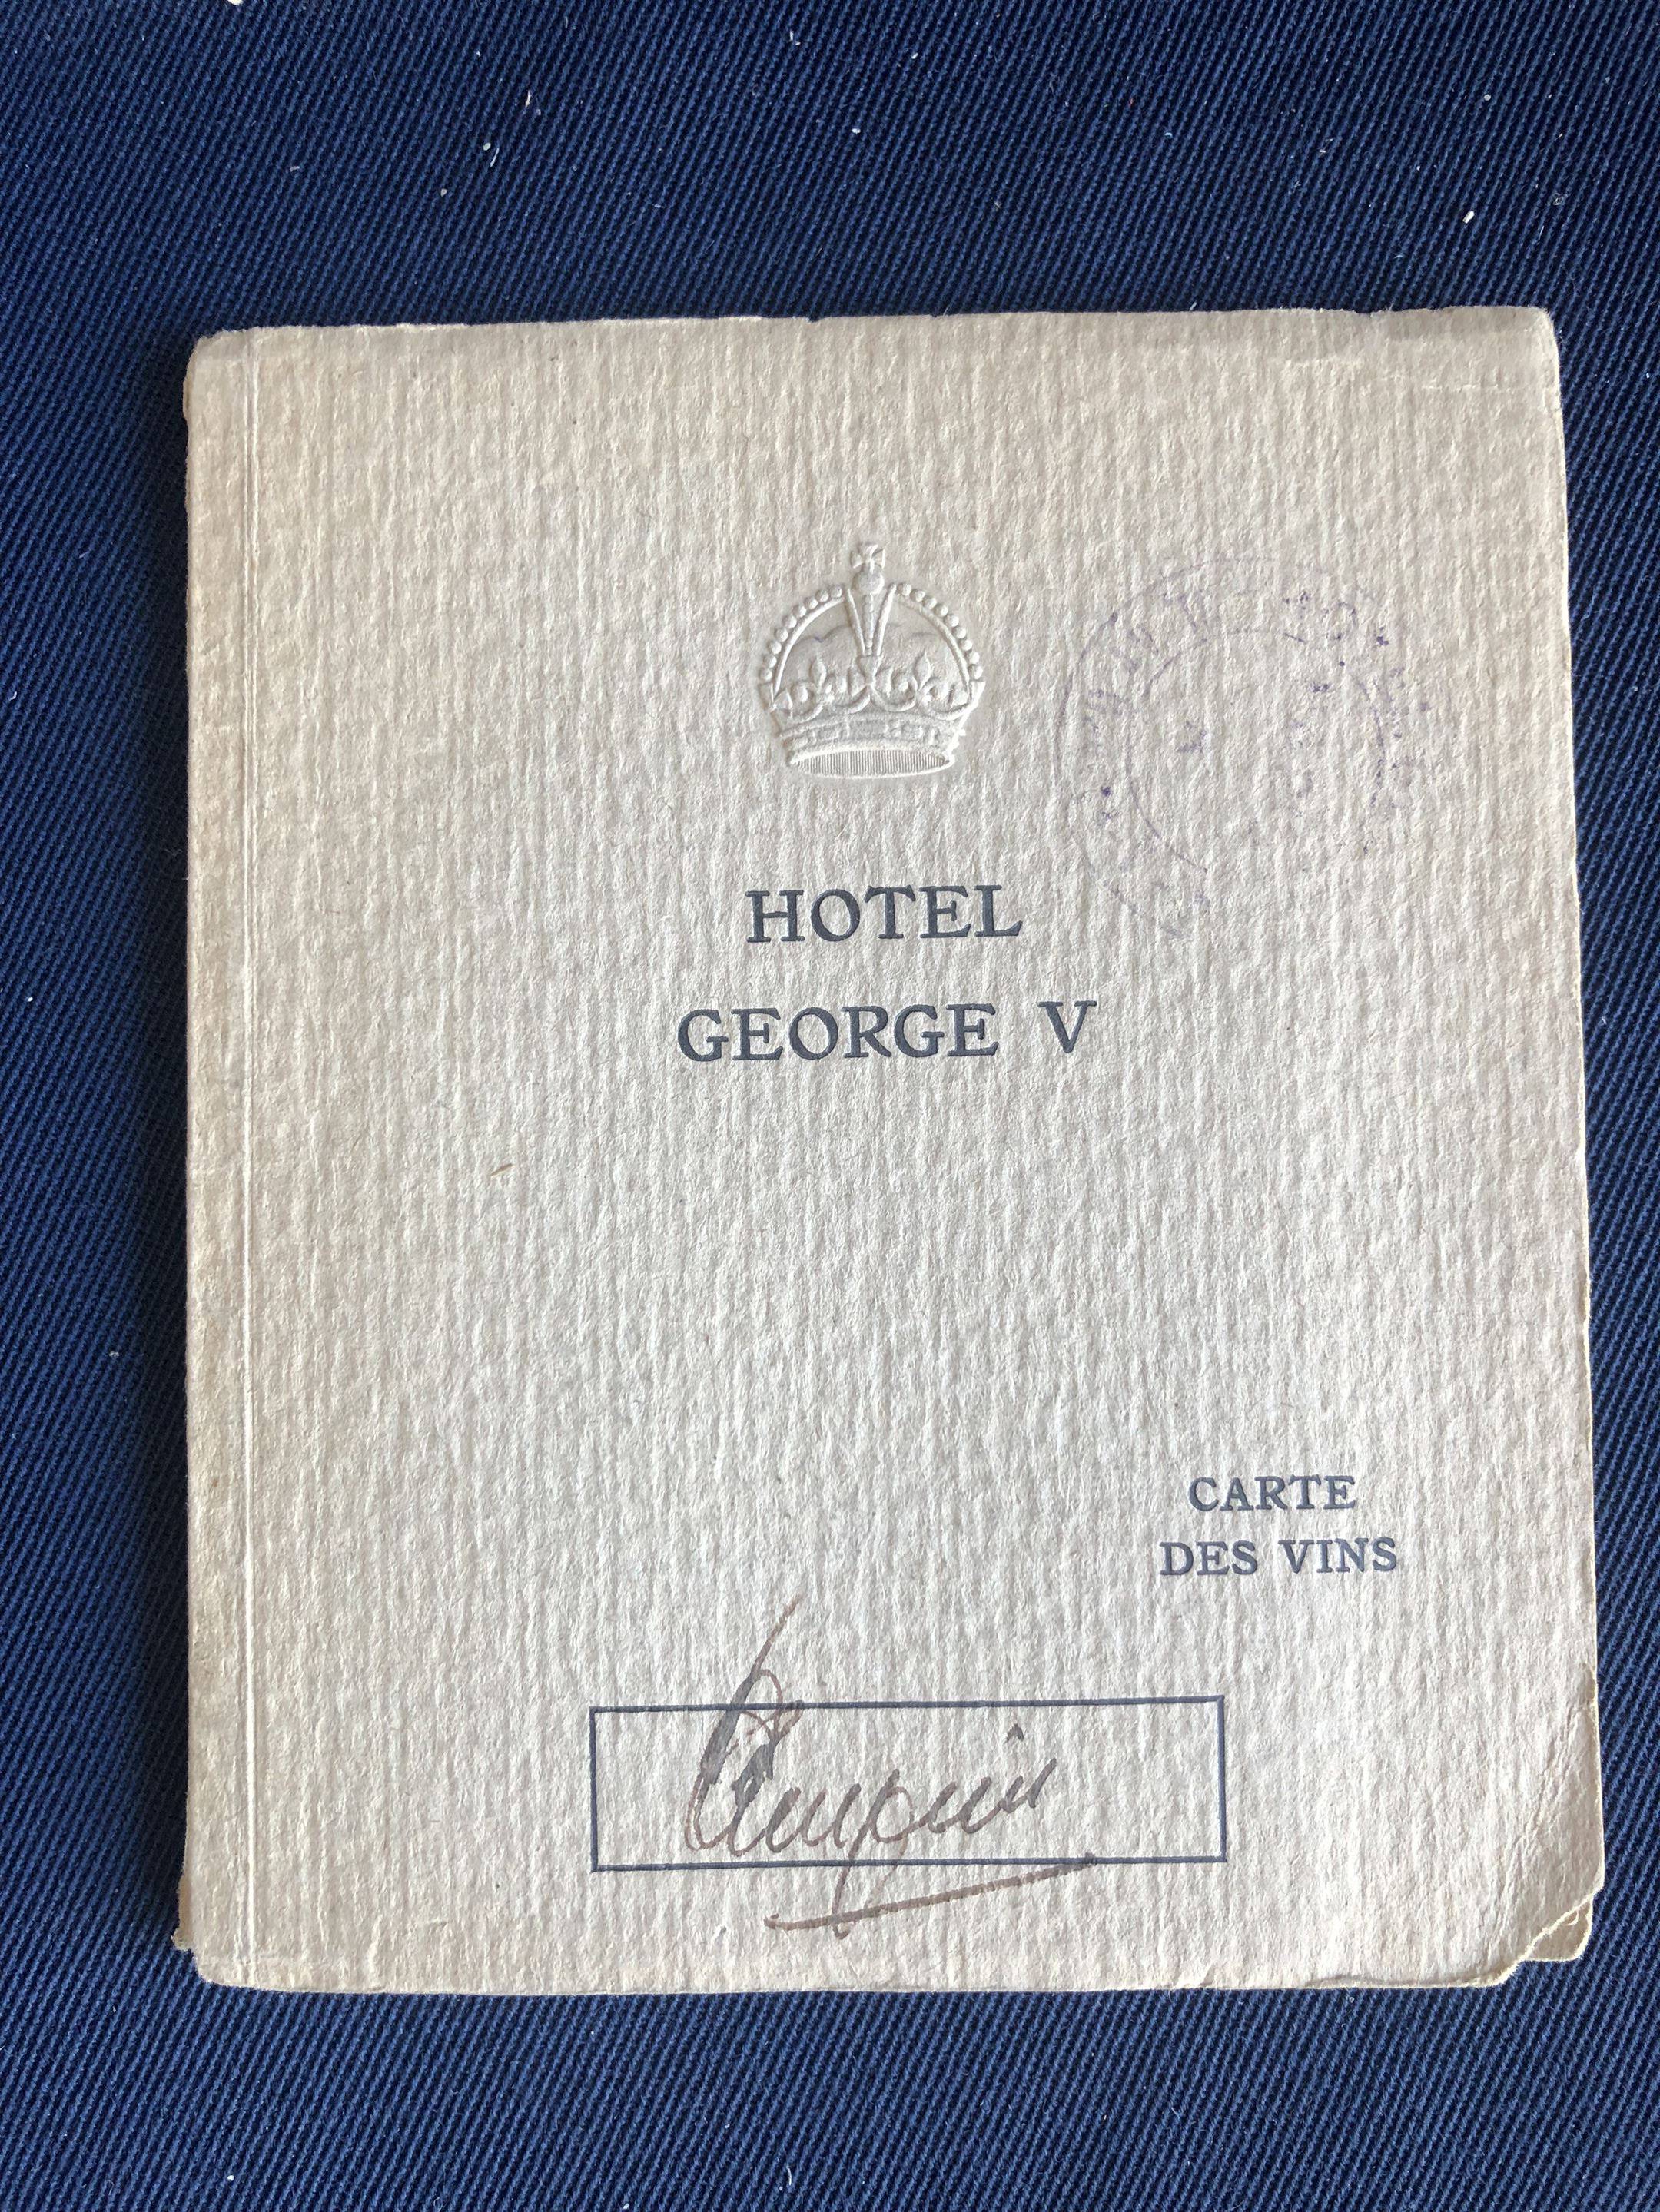 HOTEL
GEORGE V
CARTE
DES VINS